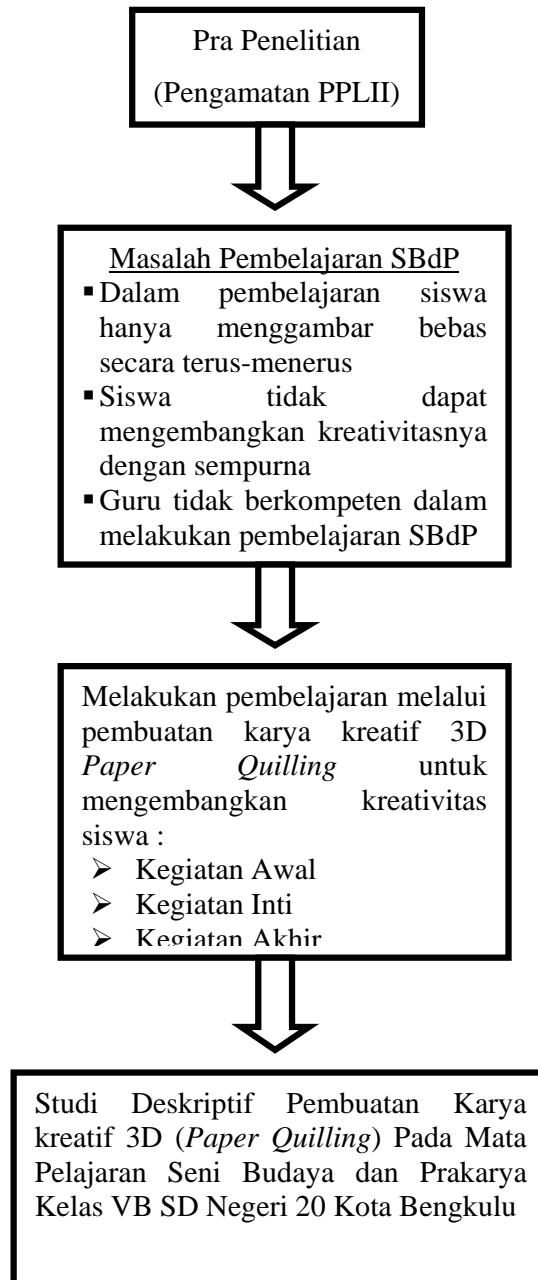 Pra Penelitian
(Pengamatan PPLII)
Masalah Pembelajaran SBdP
▪ Dalam pembelajaran siswa
hanya menggambar bebas
secara terus-menerus
▪ Siswa tidak dapat
mengembangkan kreativitasnya
dengan sempurna
▪ Guru tidak berkompeten dalam
melakukan pembelajaran SBdP
Melakukan pembelajaran melalui
pembuatan karya kreatif 3D
Paper Quilling untuk
mengembangkan kreativitas
siswa :
➢ Kegiatan Awal
➢ Kegiatan Inti
➢ Kegiatan Akhir
Studi Deskriptif Pembuatan Karya
kreatif 3D (Paper Quilling) Pada Mata
Pelajaran Seni Budaya dan Prakarya
Kelas VB SD Negeri 20 Kota Bengkulu